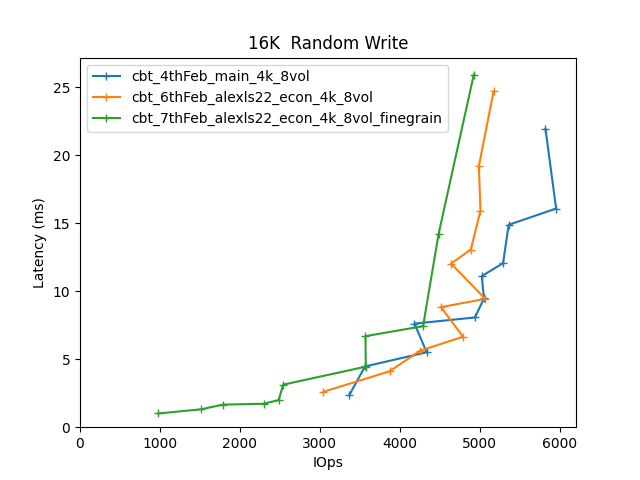 16K  Random Write
cbt_4thFeb_main_4k_8vol
cbt_6thFeb_alexls22_econ_4k_8vol
cbt_7thFeb_alexls22_econ_4k_8vol_finegrain
Latency (ms)
25
20
15
10
5
0
0 1000 2000 3000 4000 5000 6000
IOps